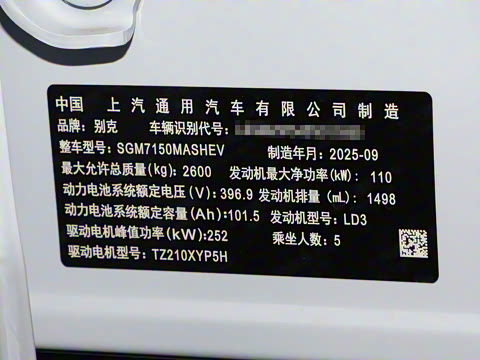 中国 上汽通用汽车有限公司制造
品牌：别克 车辆识别代号：
整车型号：SGM7150MASHEV 制造年月：2025-09
最大允许总质量(kg)：2600 发动机最大净功率(kW)：110
动力电池系统额定电压(V)：396.9 发动机排量(mL)：1498
动力电池系统额定容量(Ah)：101.5 发动机型号：LD3
驱动电机峰值功率(kW)：252 乘坐人数：5
驱动电机型号：TZ210XYP5H